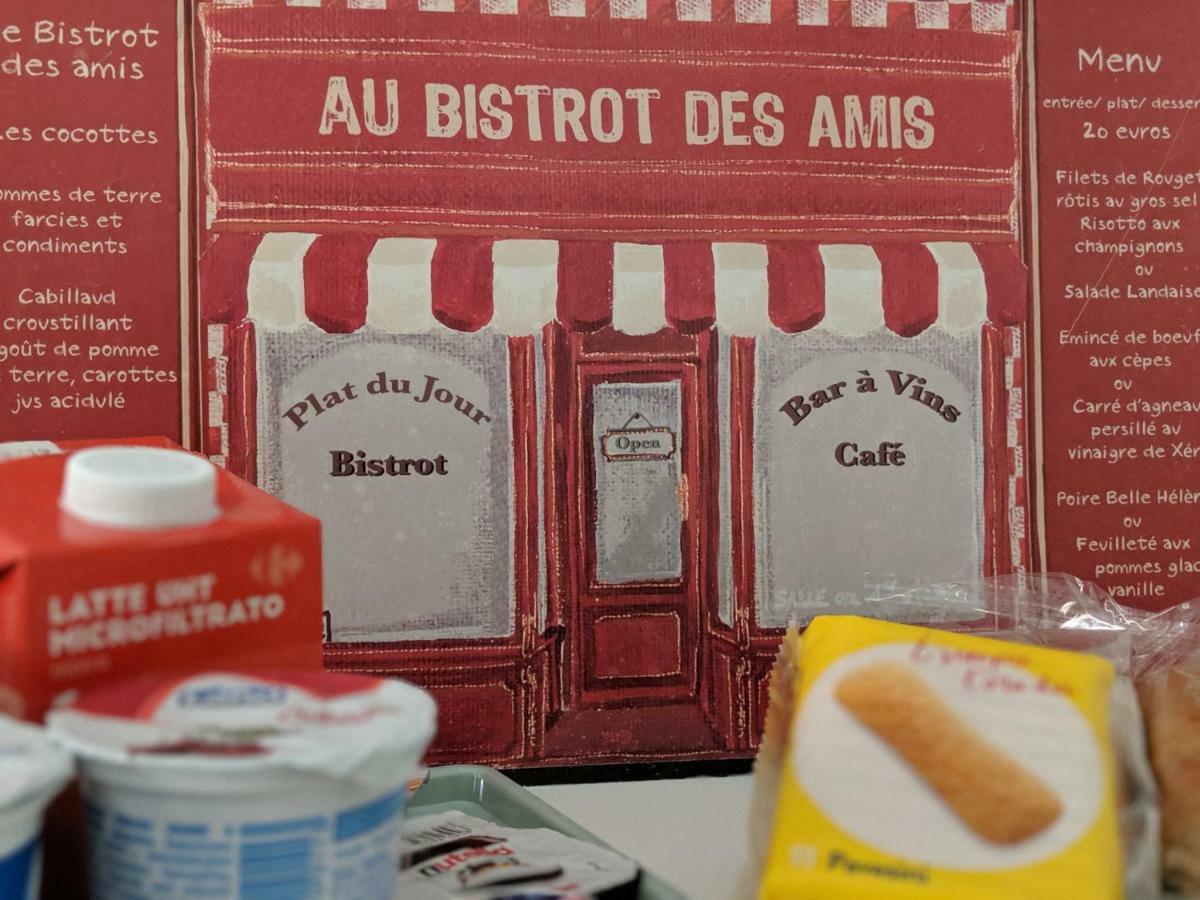 e Bistrot
des amis
es cocottes
ommes de terre
farcies et
condiments
Cabillaud
croustillant
goût de pomme
terre, carottes
jus acidulé
AU BISTROT DES AMIS
Plat du Jour
Bistrot
Open
Bar à Vins
Café
Menu
entrée/ plat/ desser
20 euros
Filets de Rouget
rôtis au gros sel
Risotto aux
champignons
ou
Salade Landaise
Emincé de boeuf
aux cèpes
ou
Carré d'agneau
persillé au
vinaigre de Xér
Poire Belle Hélèn
ou
Feuilleté aux
pommes glac
vanille
LATTE UHT
MICROFILTRATO
nutella